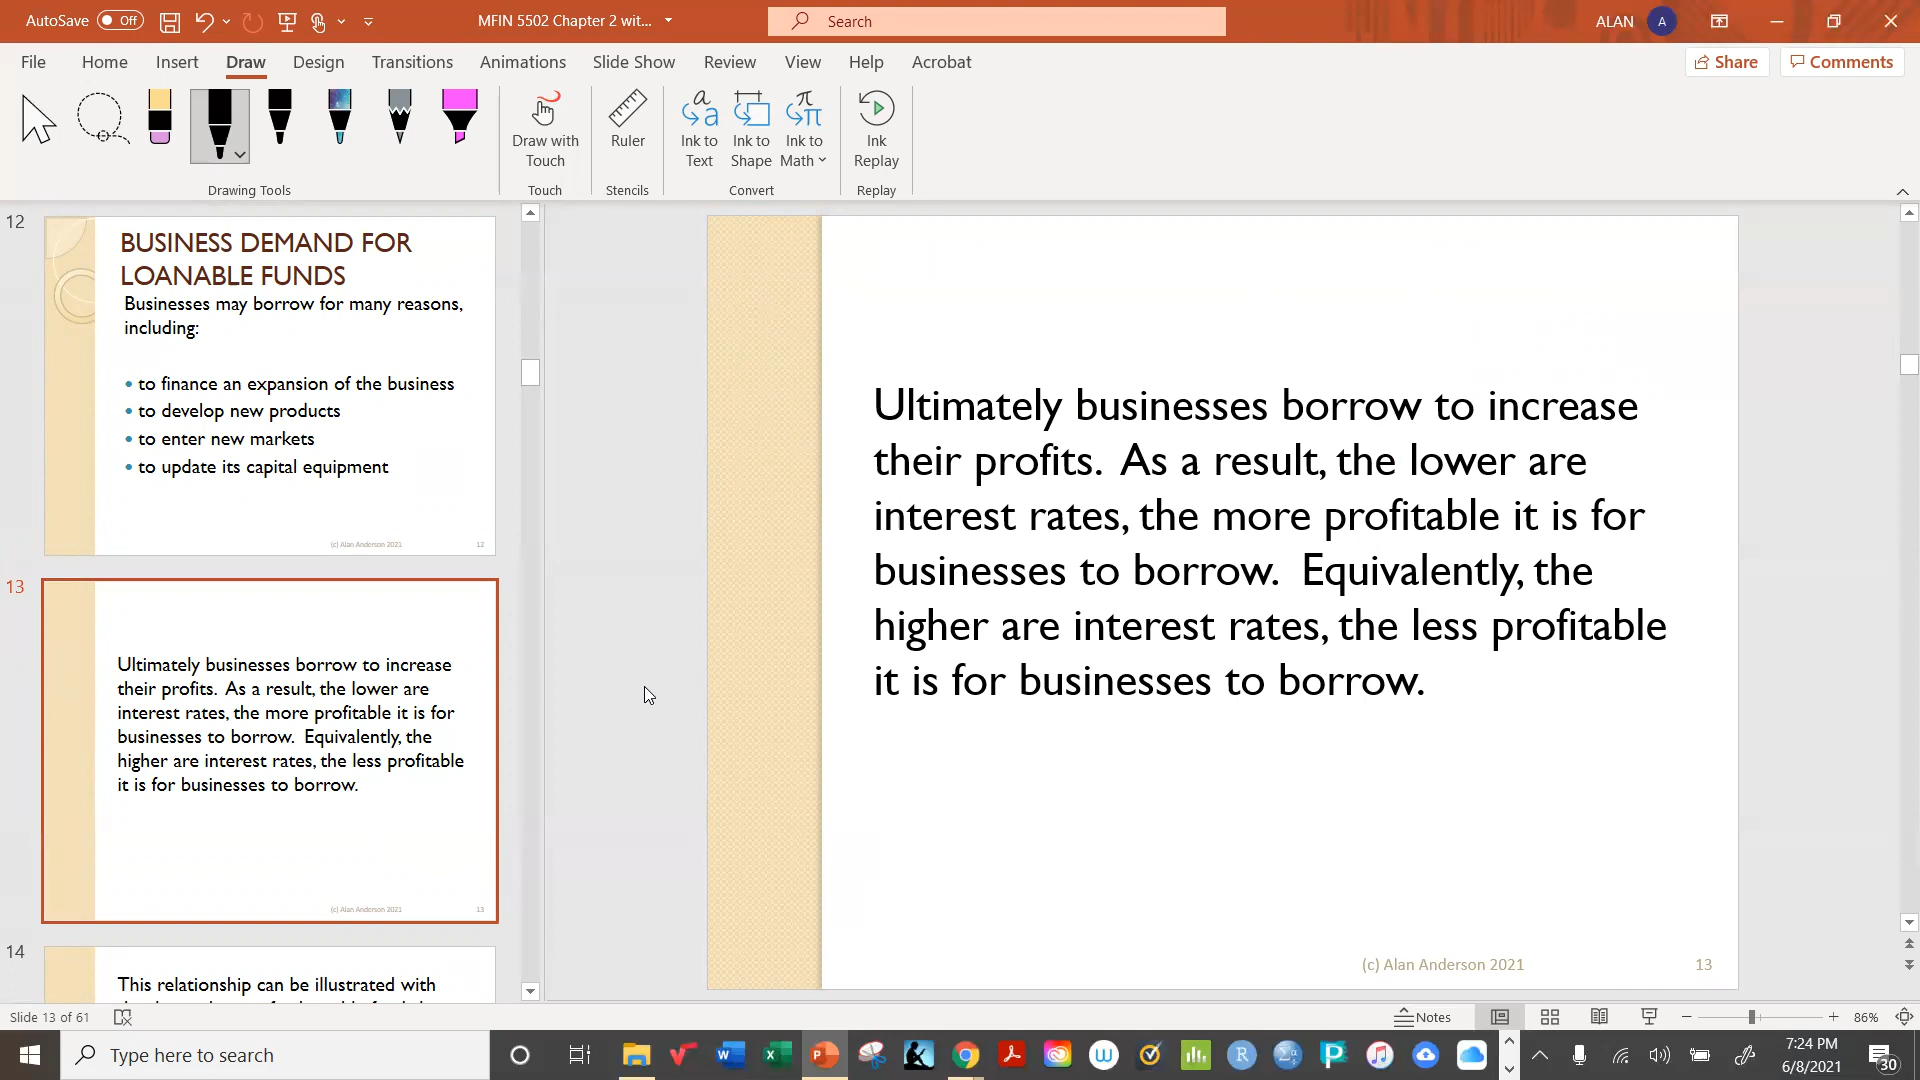 AutoSave Off
MFIN 5502 Chapter 2 wit...
Search
ALAN A
File Home Insert Draw Design Transitions Animations Slide Show Review View Help Acrobat
Share Comments
Draw with
Touch
Ruler
Ink to
Text
Ink to
Shape
Ink to
Math
Ink
Replay
Drawing Tools
Touch
Stencils
Convert
Replay
12
BUSINESS DEMAND FOR
LOANABLE FUNDS
Businesses may borrow for many reasons,
including:
• to finance an expansion of the business
• to develop new products
• to enter new markets
• to update its capital equipment
(c) Alan Anderson 2021 12
13
Ultimately businesses borrow to increase
their profits. As a result, the lower are
interest rates, the more profitable it is for
businesses to borrow. Equivalently, the
higher are interest rates, the less profitable
it is for businesses to borrow.
(c) Alan Anderson 2021 13
14
This relationship can be illustrated with
Ultimately businesses borrow to increase
their profits. As a result, the lower are
interest rates, the more profitable it is for
businesses to borrow. Equivalently, the
higher are interest rates, the less profitable
it is for businesses to borrow.
(c) Alan Anderson 2021 13
Slide 13 of 61
Notes
86%
Type here to search
7:24 PM
6/8/2021
30